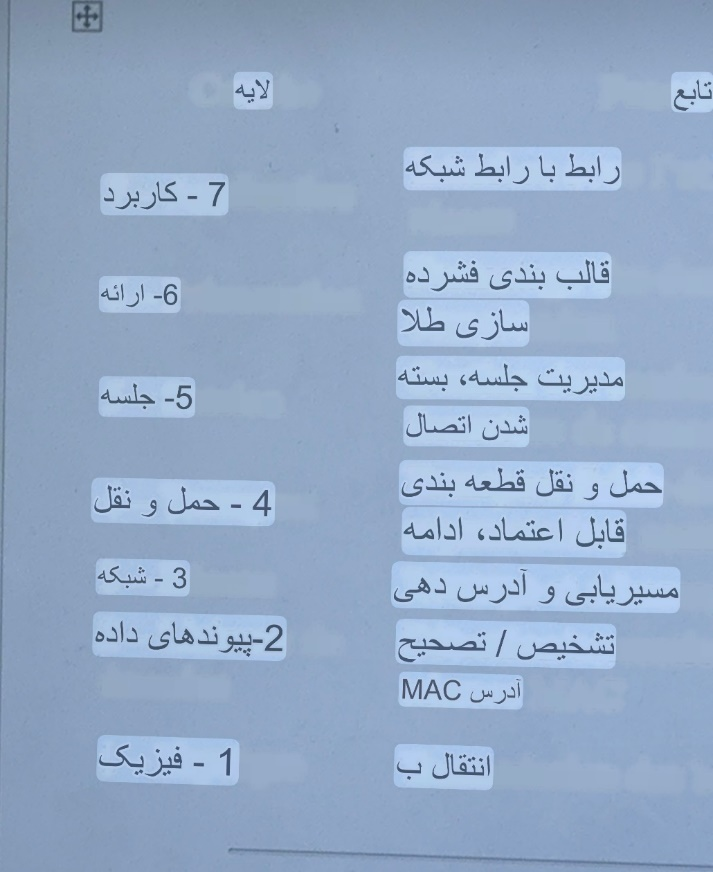 لایه
تابع
7 - کاربرد
رابط با رابط شبکه
6- ارائه
قالب بندی فشرده
سازی طلا
5- جلسه
مدیریت جلسه، بسته
شدن اتصال
4 - حمل و نقل
حمل و نقل قطعه بندی
قابل اعتماد، ادامه
3 - شبکه
مسیریابی و آدرس دهی
2-پیوندهای داده
تشخیص / تصحیح
آدرس MAC
1 - فیزیک
انتقال ب